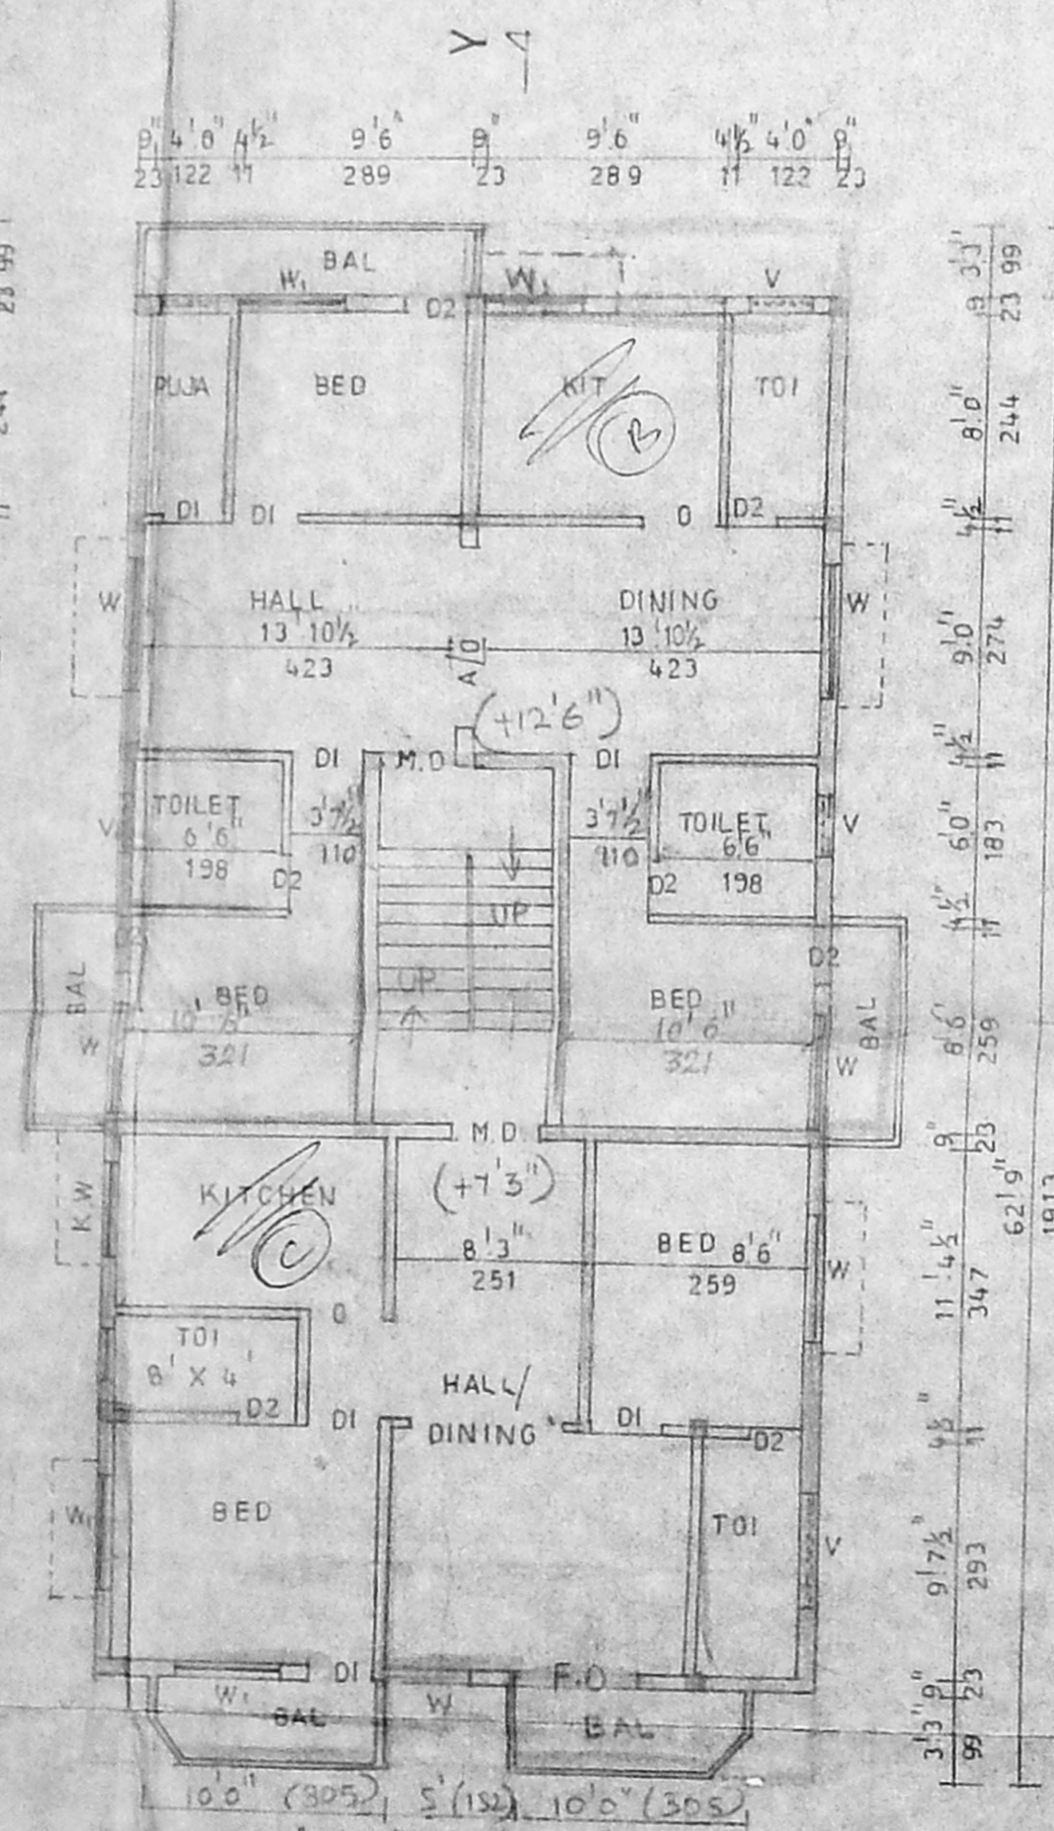 Y
9" 4'0" 4½" 9'6" 9" 9'6" 4½" 4'0" 9"
23 122 11 289 23 289 11 122 23
BAL
W1 W1 V
D2
PUJA BED KIT TOI
B
D1 D1 O D2
HALL DINING
W 13'10½ 13'10½ W
423 A/O 423
(+12'6")
D1 M.D D1
TOILET 3'7½" 3'7½" TOILET
V 6'6" 6'6" V
198 110 110 198
D2 D2
UP
D2
BAL BED UP BED BAL
10'6" 10'6"
W 321 321 W
M.D.
KITCHEN (+7'3")
K.W C
8'3" BED 8'6" W
251 259
O
TOI
8' X 4'
D2 D1 HALL/ D1
DINING D2
W1 BED TOI V
D1 F.D
W1 W
BAL BAL
10'0" (305) 5'(152) 10'0" (305)
3'3" 99
9 23
8'0" 244
4½" 11
9'0" 274
4½" 11
6'0" 183
4½" 11
8'6" 259
9" 23
11'4½" 347
4½" 11
9'7½" 293
9" 23
3'3" 99
62'9"
1913
23 99